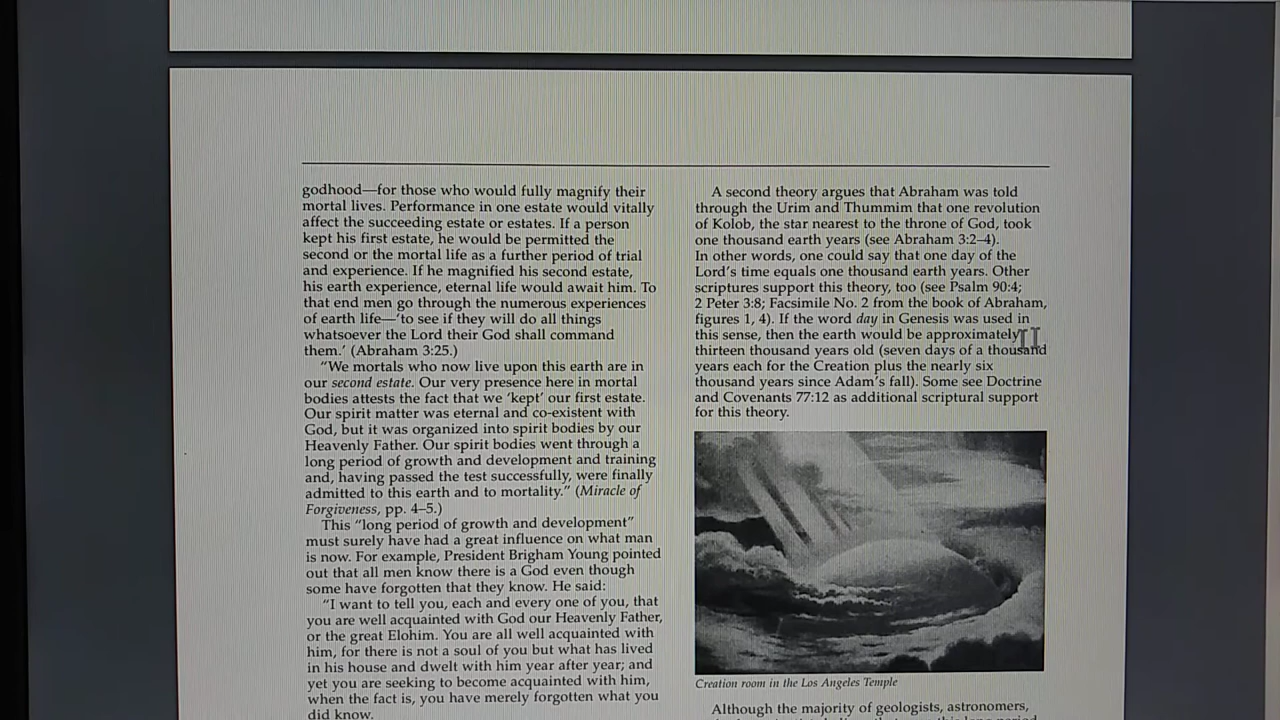 godhood—for those who would fully magnify their
mortal lives. Performance in one estate would vitally
affect the succeeding estate or estates. If a person
kept his first estate, he would be permitted the
second or the mortal life as a further period of trial
and experience. If he magnified his second estate,
his earth experience, eternal life would await him. To
that end men go through the numerous experiences
of earth life—‘to see if they will do all things
whatsoever the Lord their God shall command
them.’ (Abraham 3:25.)
“We mortals who now live upon this earth are in
our second estate. Our very presence here in mortal
bodies attests the fact that we ‘kept’ our first estate.
Our spirit matter was eternal and co-existent with
God, but it was organized into spirit bodies by our
Heavenly Father. Our spirit bodies went through a
long period of growth and development and training
and, having passed the test successfully, were finally
admitted to this earth and to mortality.” (Miracle of
Forgiveness, pp. 4–5.)
This “long period of growth and development”
must surely have had a great influence on what man
is now. For example, President Brigham Young pointed
out that all men know there is a God even though
some have forgotten that they know. He said:
“I want to tell you, each and every one of you, that
you are well acquainted with God our Heavenly Father,
or the great Elohim. You are all well acquainted with
him, for there is not a soul of you but what has lived
in his house and dwelt with him year after year; and
yet you are seeking to become acquainted with him,
when the fact is, you have merely forgotten what you
did know.
A second theory argues that Abraham was told
through the Urim and Thummim that one revolution
of Kolob, the star nearest to the throne of God, took
one thousand earth years (see Abraham 3:2–4).
In other words, one could say that one day of the
Lord’s time equals one thousand earth years. Other
scriptures support this theory, too (see Psalm 90:4;
2 Peter 3:8; Facsimile No. 2 from the book of Abraham,
figures 1, 4). If the word day in Genesis was used in
this sense, then the earth would be approximately
thirteen thousand years old (seven days of a thousand
years each for the Creation plus the nearly six
thousand years since Adam’s fall). Some see Doctrine
and Covenants 77:12 as additional scriptural support
for this theory.
Creation room in the Los Angeles Temple
Although the majority of geologists, astronomers,